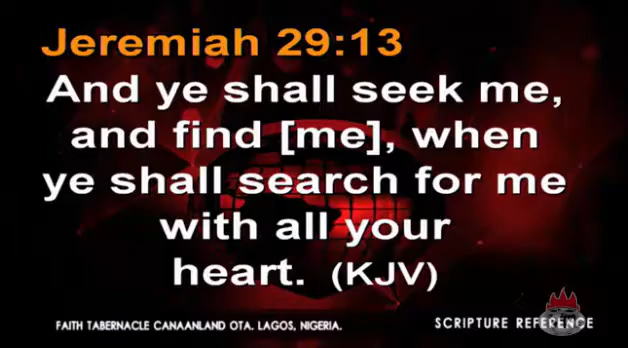 Jeremiah 29:13
And ye shall seek me,
and find [me], when
ye shall search for me
with all your
heart. (KJV)
FAITH TABERNACLE CANAANLAND OTA. LAGOS, NIGERIA.
SCRIPTURE REFERENCE